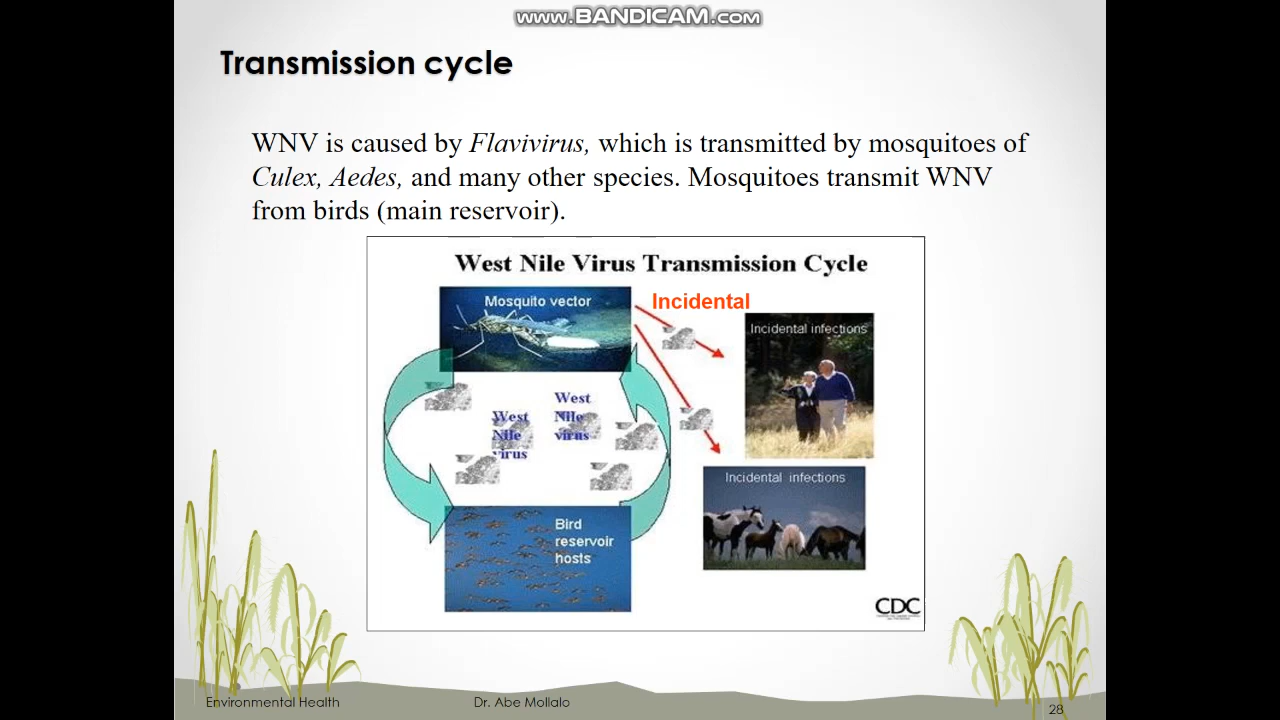 www.BANDICAM.com
Transmission cycle
WNV is caused by Flavivirus, which is transmitted by mosquitoes of
Culex, Aedes, and many other species. Mosquitoes transmit WNV
from birds (main reservoir).
West Nile Virus Transmission Cycle
Mosquito vector
Incidental
Incidental infections
West
Nile
virus
West
Nile
virus
Incidental infections
Bird
reservoir
hosts
CDC
Environmental Health
Dr. Abe Mollalo
28